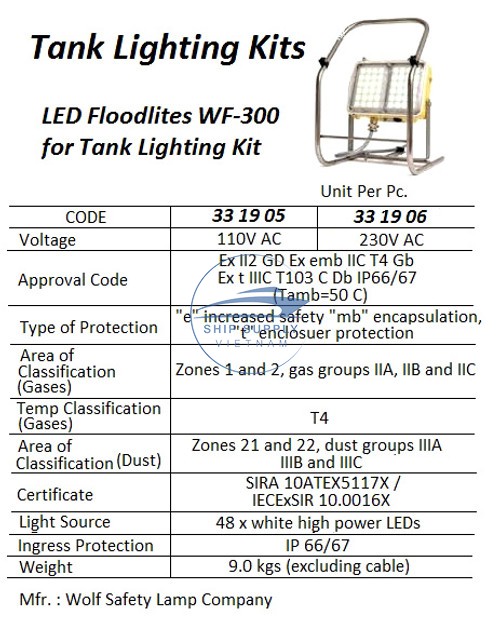 Tank Lighting Kits
LED Floodlites WF-300
for Tank Lighting Kit
Unit Per Pc.
CODE 33 19 05 33 19 06
Voltage 110V AC 230V AC
Approval Code
Ex II2 GD Ex emb IIC T4 Gb
Ex t IIIC T103 C Db IP66/67
(Tamb=50 C)
Type of Protection
"e" increased safety "mb" encapsulation,
"t" enclosuer protection
SHIP SUPPLY
VIETNAM
Area of
Classification
(Gases)
Zones 1 and 2, gas groups IIA, IIB and IIC
Temp Classification
(Gases)
T4
Area of
Classification (Dust)
Zones 21 and 22, dust groups IIIA
IIIB and IIIC
Certificate
SIRA 10ATEX5117X /
IECExSIR 10.0016X
Light Source 48 x white high power LEDs
Ingress Protection IP 66/67
Weight 9.0 kgs (excluding cable)
Mfr. : Wolf Safety Lamp Company